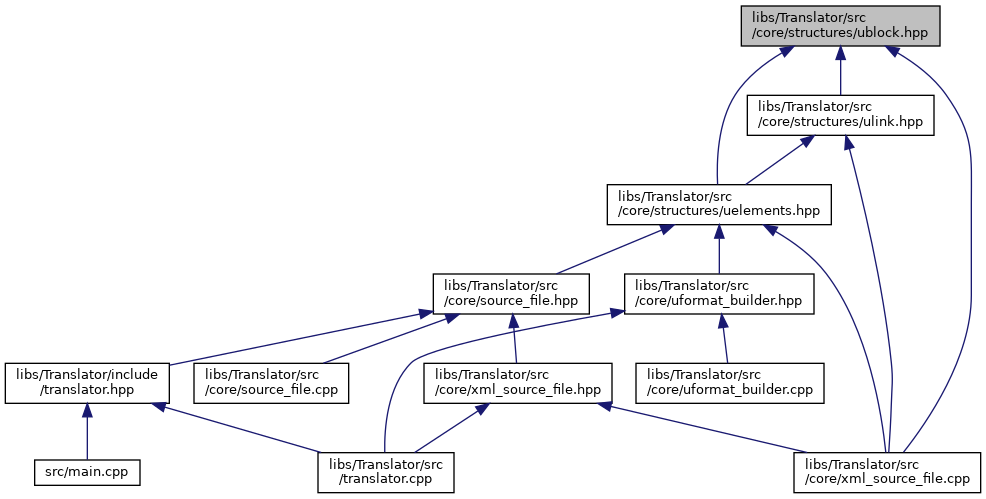 libs/Translator/src
/core/structures/ublock.hpp
libs/Translator/src
/core/structures/ulink.hpp
libs/Translator/src
/core/structures/uelements.hpp
libs/Translator/src
/core/source_file.hpp
libs/Translator/src
/core/uformat_builder.hpp
libs/Translator/include
/translator.hpp
libs/Translator/src
/core/source_file.cpp
libs/Translator/src
/core/xml_source_file.hpp
libs/Translator/src
/core/uformat_builder.cpp
src/main.cpp
libs/Translator/src
/translator.cpp
libs/Translator/src
/core/xml_source_file.cpp